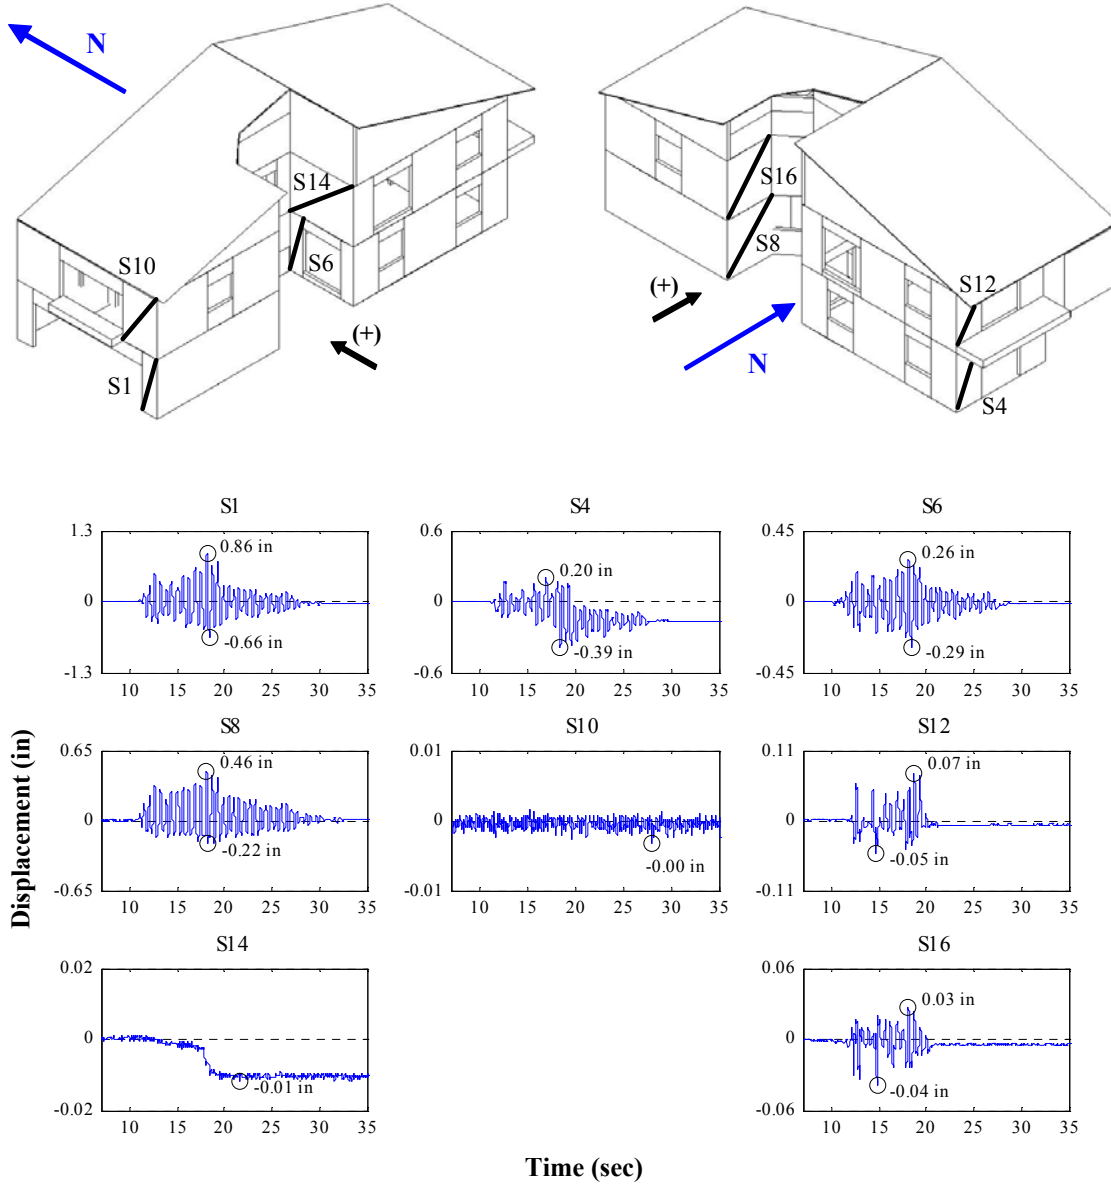 N
S14
S10
S6
(+)
S1
S16
S8
S12
(+)
N
S4
S1
1.3
0
-1.3
0.86 in
-0.66 in
10 15 20 25 30 35
S4
0.6
0
-0.6
0.20 in
-0.39 in
10 15 20 25 30 35
S6
0.45
0
-0.45
0.26 in
-0.29 in
10 15 20 25 30 35
S8
0.65
0
-0.65
0.46 in
-0.22 in
10 15 20 25 30 35
S10
0.01
0
-0.01
-0.00 in
10 15 20 25 30 35
S12
0.11
0
-0.11
0.07 in
-0.05 in
10 15 20 25 30 35
S14
0.02
0
-0.02
-0.01 in
10 15 20 25 30 35
S16
0.06
0
-0.06
0.03 in
-0.04 in
10 15 20 25 30 35
Displacement (in)
Time (sec)